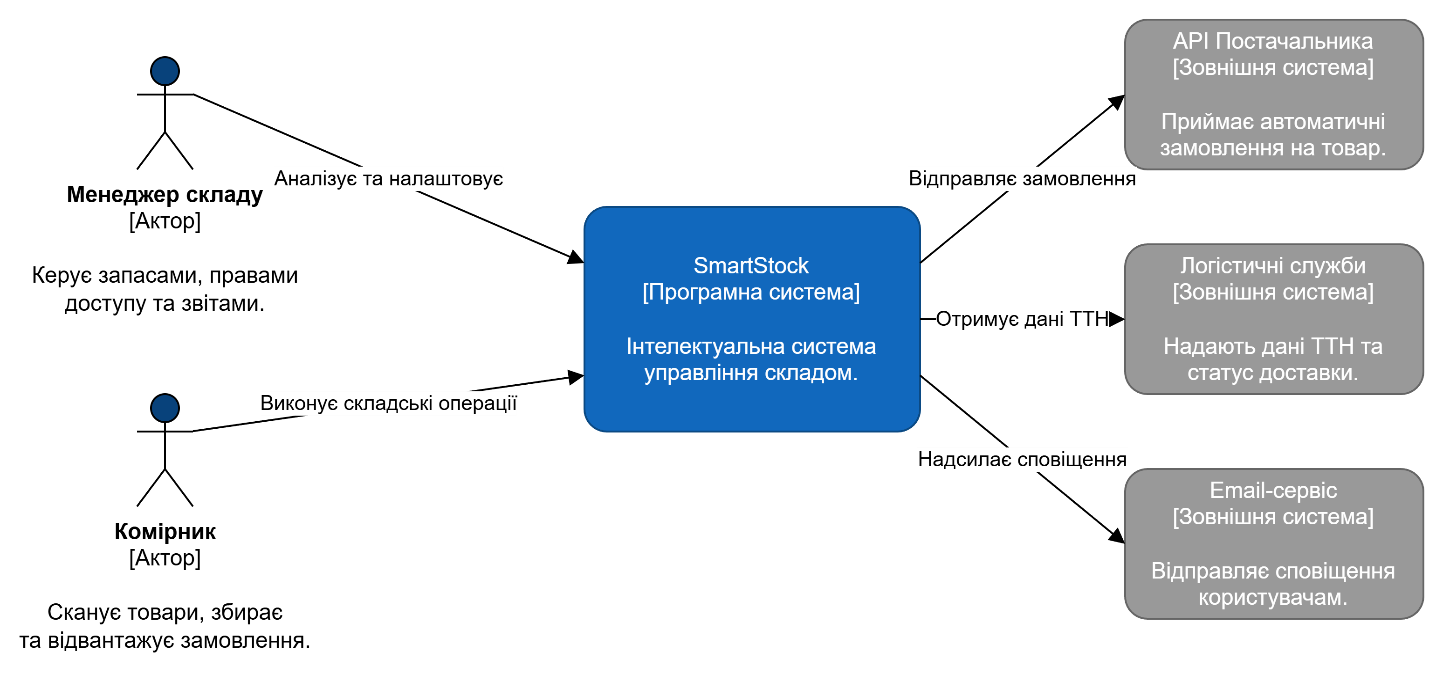 Менеджер складу
[Актор]
Керує запасами, правами
доступу та звітами.
Аналізує та налаштовує
Комірник
[Актор]
Сканує товари, збирає
та відвантажує замовлення.
Виконує складські операції
SmartStock
[Програмна система]
Інтелектуальна система
управління складом.
Відправляє замовлення
API Постачальника
[Зовнішня система]
Приймає автоматичні
замовлення на товар.
Отримує дані ТТН
Логістичні служби
[Зовнішня система]
Надають дані ТТН та
статус доставки.
Надсилає сповіщення
Email-сервіс
[Зовнішня система]
Відправляє сповіщення
користувачам.